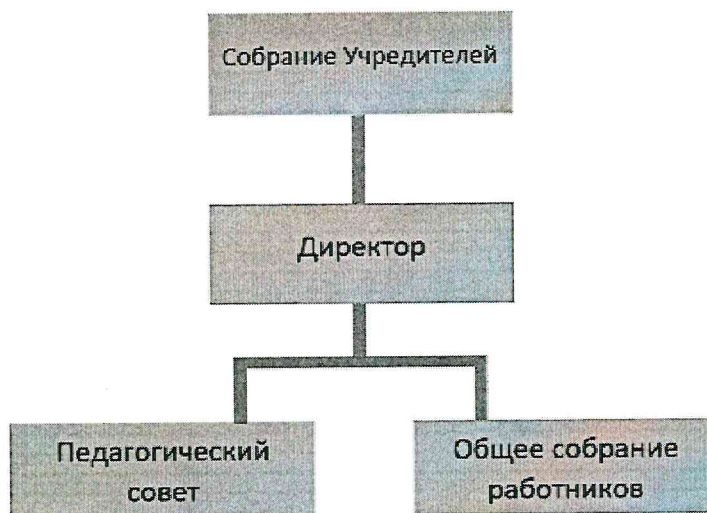 Собрание Учредителей
Директор
Педагогический
совет
Общее собрание
работников